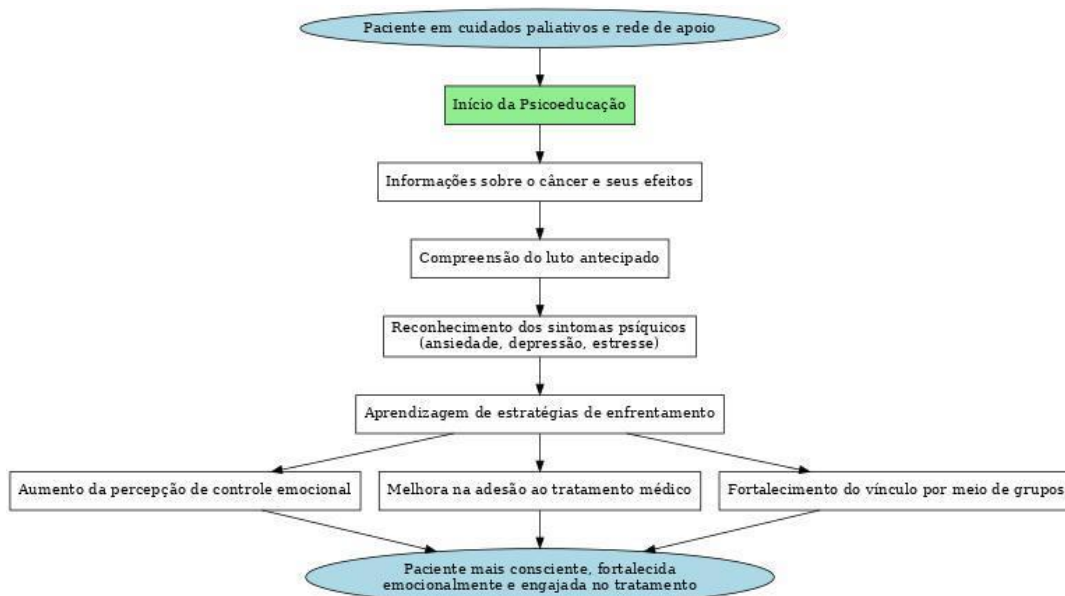 Paciente em cuidados paliativos e rede de apoio
Início da Psicoeducação
Informações sobre o câncer e seus efeitos
Compreensão do luto antecipado
Reconhecimento dos sintomas psíquicos
(ansiedade, depressão, estresse)
Aprendizagem de estratégias de enfrentamento
Aumento da percepção de controle emocional
Melhora na adesão ao tratamento médico
Fortalecimento do vínculo por meio de grupos
Paciente mais consciente, fortalecida
emocionalmente e engajada no tratamento